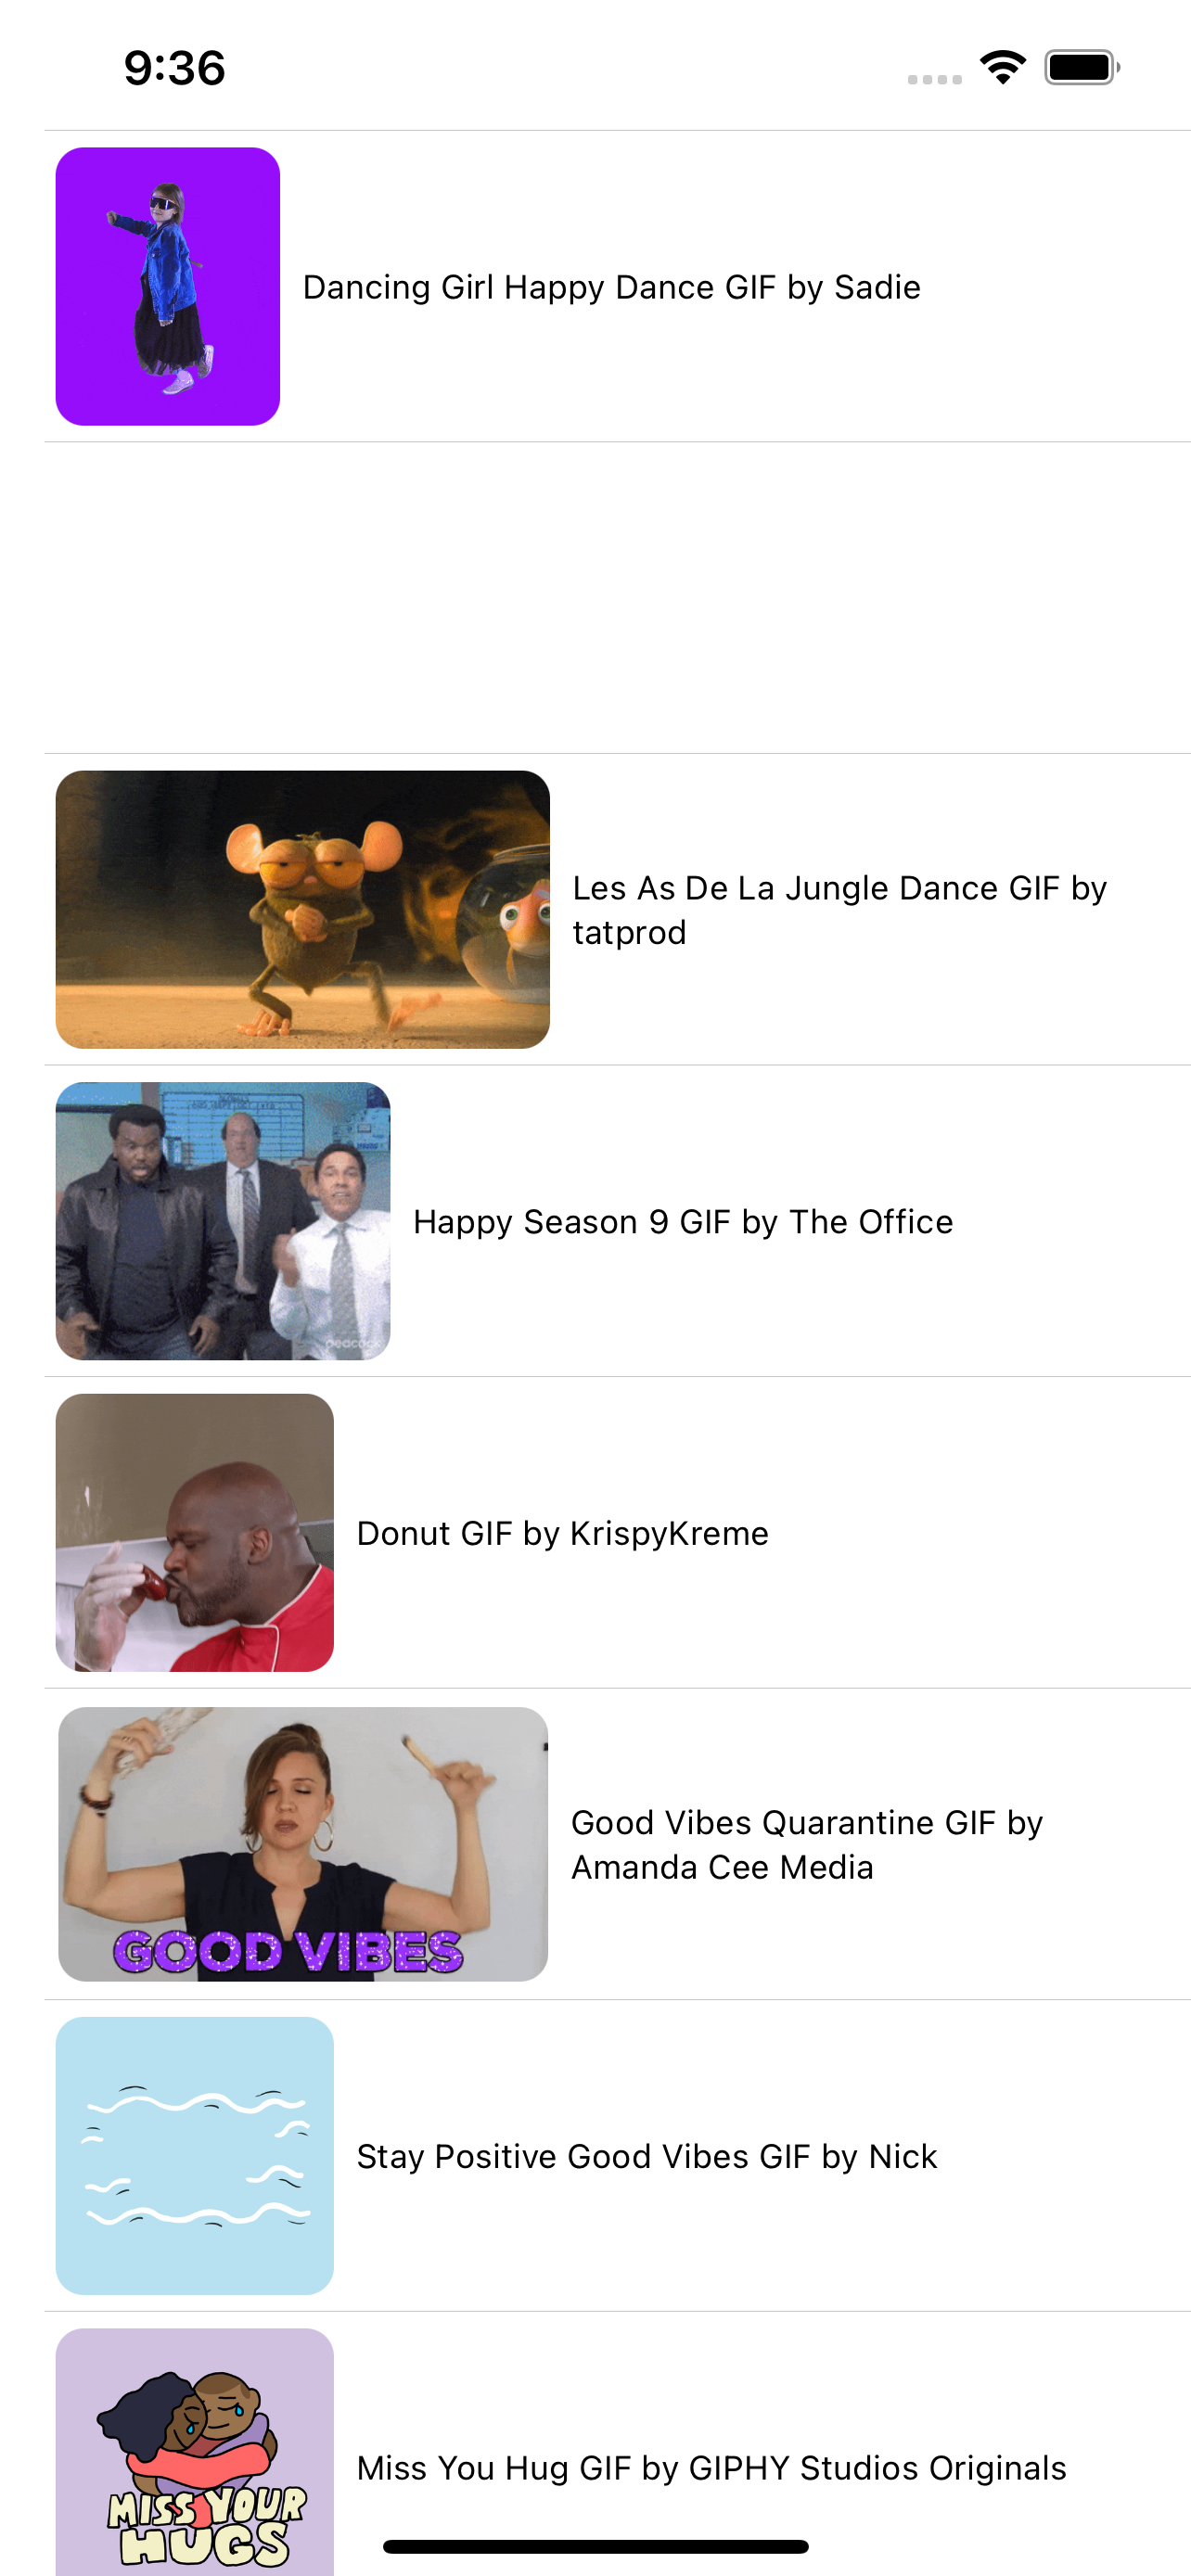 9:36
Dancing Girl Happy Dance GIF by Sadie
Les As De La Jungle Dance GIF by
tatprod
Happy Season 9 GIF by The Office
peacock
Donut GIF by KrispyKreme
Good Vibes Quarantine GIF by
Amanda Cee Media
GOOD VIBES
Stay Positive Good Vibes GIF by Nick
Miss You Hug GIF by GIPHY Studios Originals
MISS YOUR
HUGS